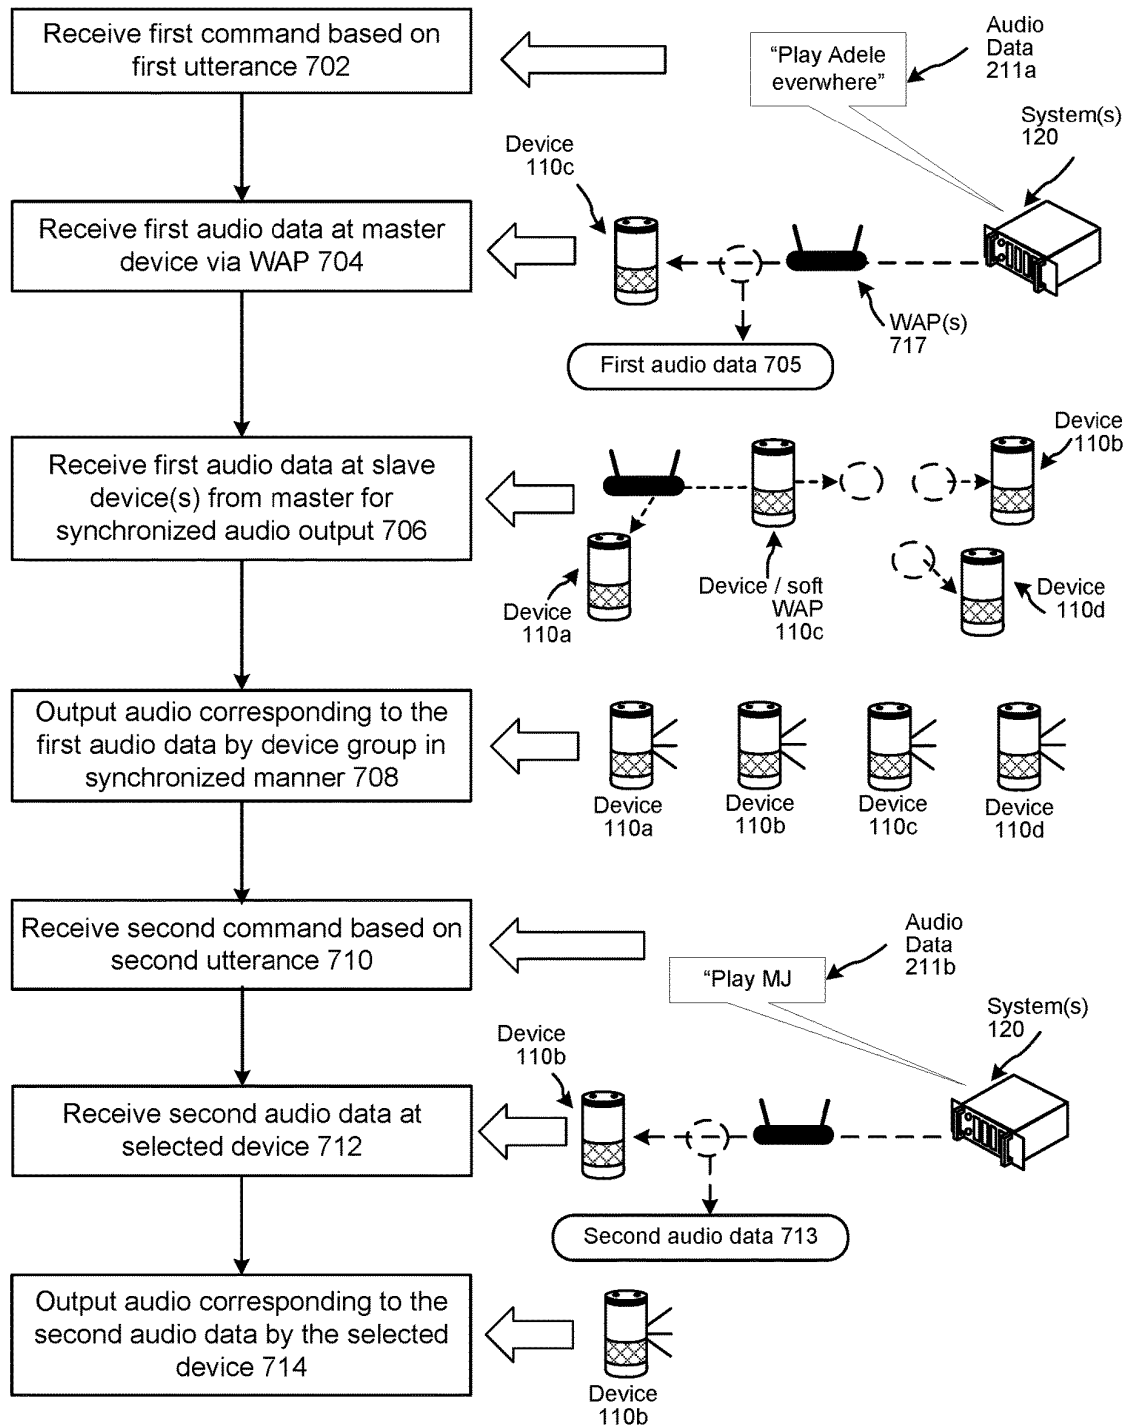 Receive first command based on
first utterance 702
"Play Adele
everwhere"
Audio
Data
211a
System(s)
120
Device
110c
Receive first audio data at master
device via WAP 704
WAP(s)
717
First audio data 705
Receive first audio data at slave
device(s) from master for
synchronized audio output 706
Device
110b
Device
110a
Device / soft
WAP
110c
Device
110d
Output audio corresponding to the
first audio data by device group in
synchronized manner 708
Device
110a
Device
110b
Device
110c
Device
110d
Receive second command based on
second utterance 710
"Play MJ
Audio
Data
211b
System(s)
120
Device
110b
Receive second audio data at
selected device 712
Second audio data 713
Output audio corresponding to the
second audio data by the selected
device 714
Device
110b